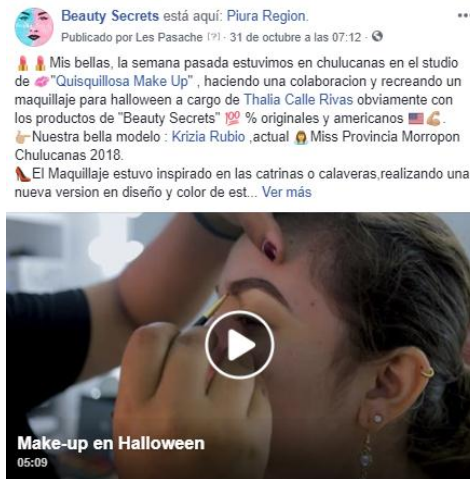 Beauty Secrets está aquí: Piura Region.
Publicado por Les Pasache [?] · 31 de octubre a las 07:12 ·
Mis bellas, la semana pasada estuvimos en chulucanas en el studio
de 💋"Quisquillosa Make Up" , haciendo una colaboracion y recreando un
maquillaje para halloween a cargo de Thalia Calle Rivas obviamente con
los productos de "Beauty Secrets" 💯 % originales y americanos 🇺🇸💪.
👉Nuestra bella modelo : Krizia Rubio ,actual 👩Miss Provincia Morropon
Chulucanas 2018.
👠El Maquillaje estuvo inspirado en las catrinas o calaveras,realizando una
nueva version en diseño y color de est... Ver más
Make-up en Halloween
05:09